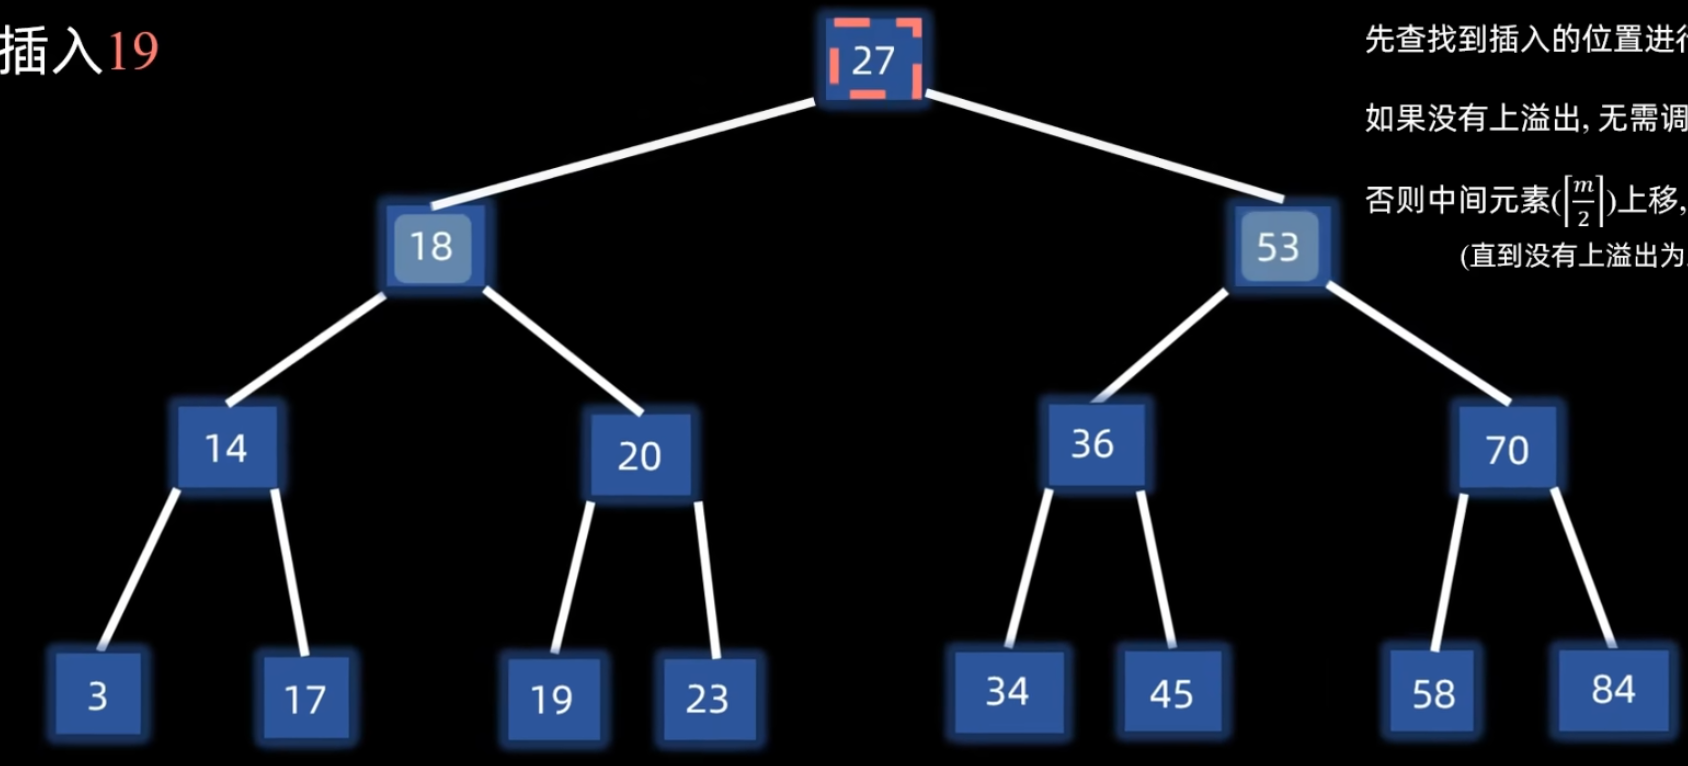 插入19
先查找到插入的位置进行
如果没有上溢出, 无需调
否则中间元素(⌈m/2⌉)上移,
(直到没有上溢出为
27
18 53
14 20 36 70
3 17 19 23 34 45 58 84